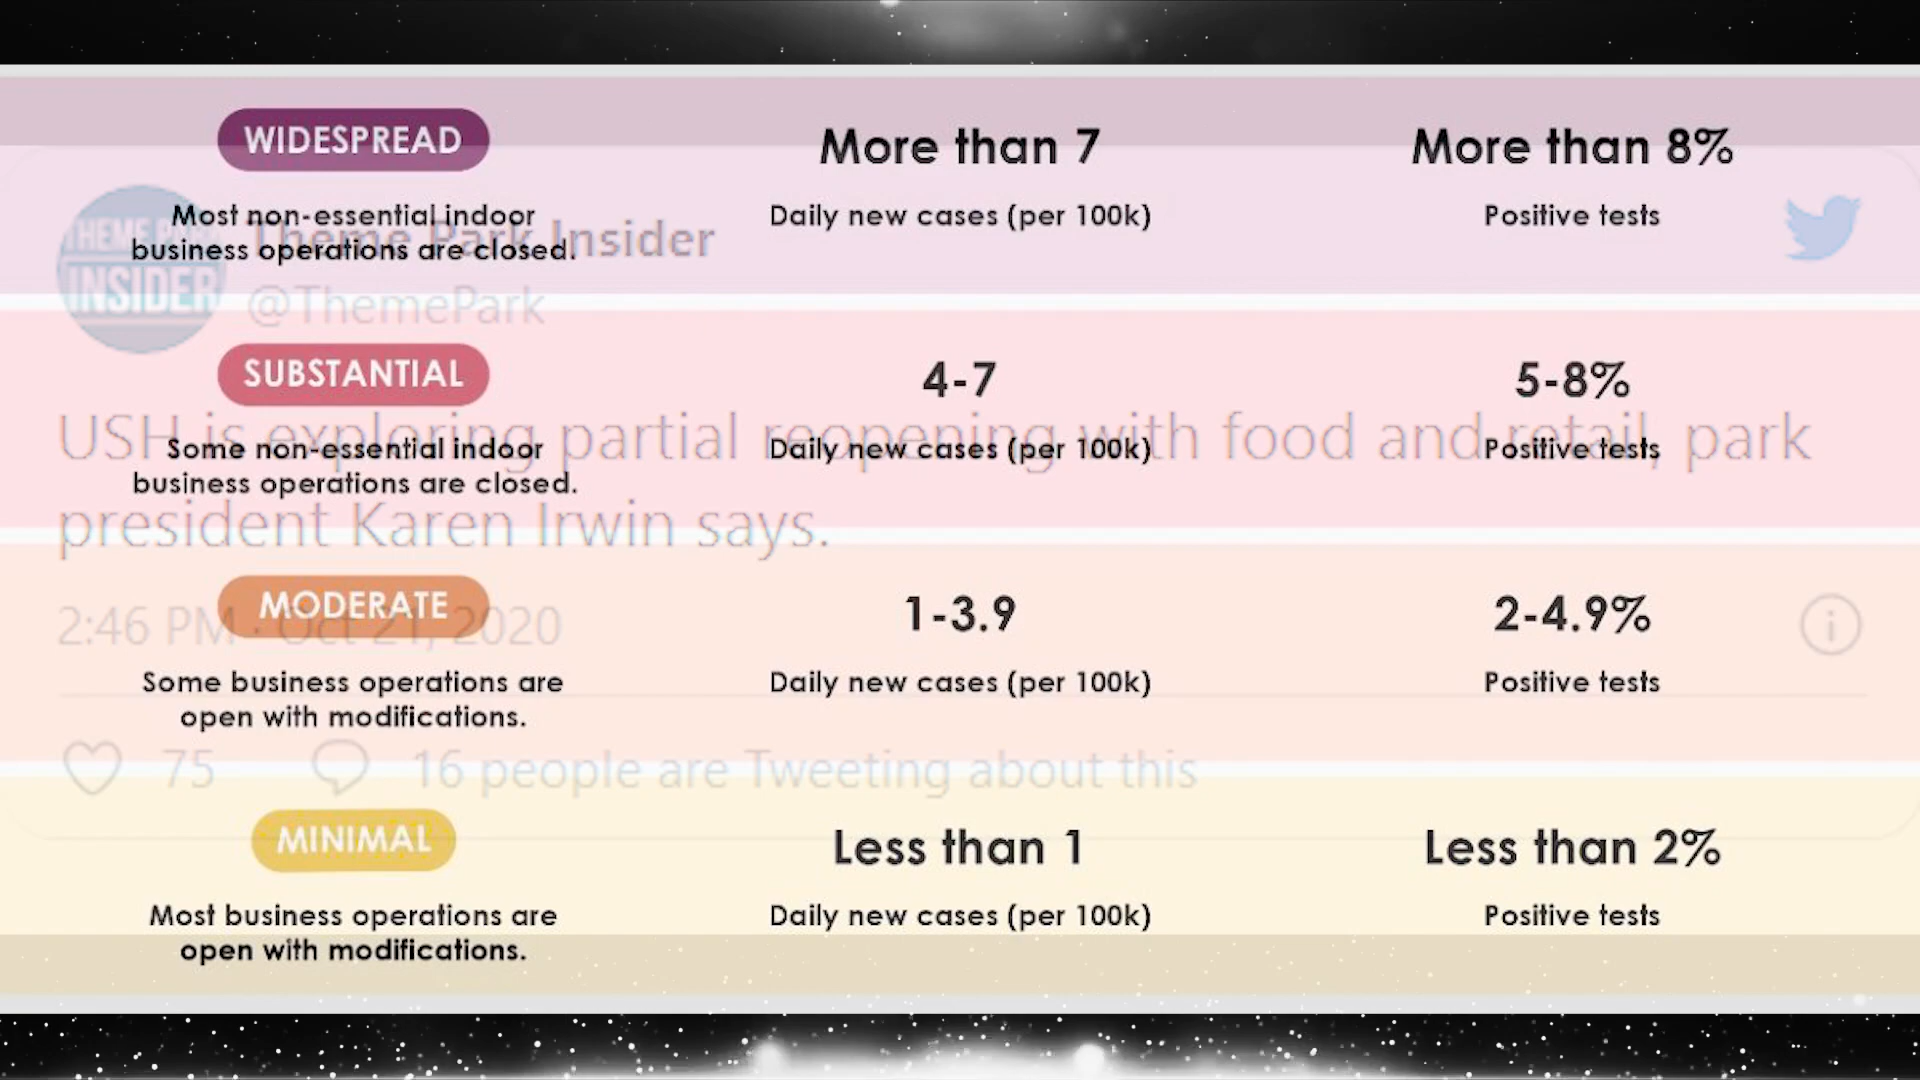 WIDESPREAD
Most non-essential indoor
business operations are closed.
More than 7
Daily new cases (per 100k)
More than 8%
Positive tests
SUBSTANTIAL
Some non-essential indoor
business operations are closed.
4-7
Daily new cases (per 100k)
5-8%
Positive tests
MODERATE
Some business operations are
open with modifications.
1-3.9
Daily new cases (per 100k)
2-4.9%
Positive tests
MINIMAL
Most business operations are
open with modifications.
Less than 1
Daily new cases (per 100k)
Less than 2%
Positive tests
THEME PARK
INSIDER
Theme Park Insider
@ThemePark
USH is exploring partial reopening with food and retail, park
president Karen Irwin says.
2:46 PM · Oct 21, 2020
75
16 people are Tweeting about this